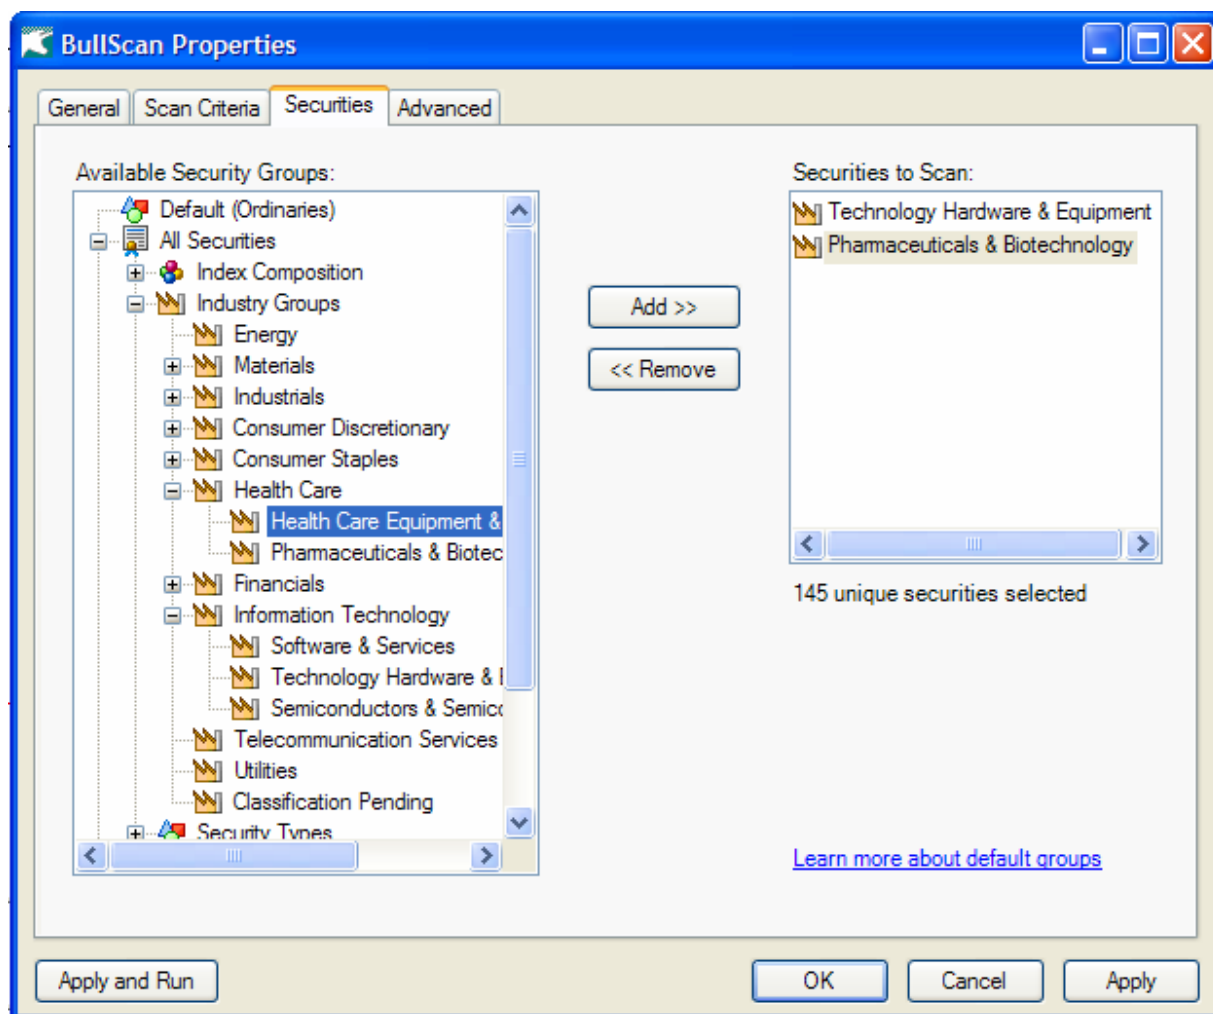 BullScan Properties
General
Scan Criteria
Securities
Advanced
Available Security Groups:
Default (Ordinaries)
All Securities
Index Composition
Industry Groups
Energy
Materials
Industrials
Consumer Discretionary
Consumer Staples
Health Care
Health Care Equipment &
Pharmaceuticals & Biotec
Financials
Information Technology
Software & Services
Technology Hardware &
Semiconductors & Semico
Telecommunication Services
Utilities
Classification Pending
Security Types
Add >>
<< Remove
Securities to Scan:
Technology Hardware & Equipment
Pharmaceuticals & Biotechnology
145 unique securities selected
Learn more about default groups
Apply and Run
OK
Cancel
Apply